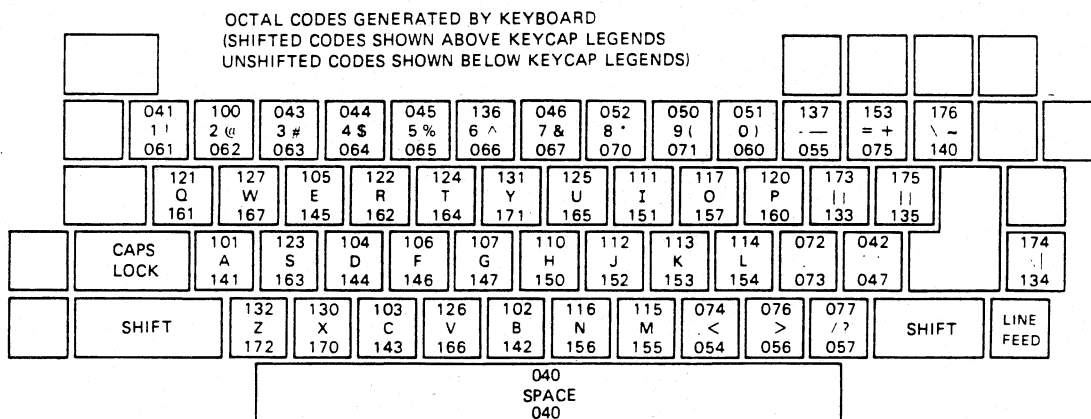 OCTAL CODES GENERATED BY KEYBOARD
(SHIFTED CODES SHOWN ABOVE KEYCAP LEGENDS
UNSHIFTED CODES SHOWN BELOW KEYCAP LEGENDS)
041 100 043 044 045 136 046 052 050 051 137 153 176
1 ! 2 @ 3 # 4 $ 5 % 6 ^ 7 & 8 * 9 ( 0 ) - — = + \ ~
061 062 063 064 065 066 067 070 071 060 055 075 140
121 127 105 122 124 131 125 111 117 120 173 175
Q W E R T Y U I O P
161 167 145 162 164 171 165 151 157 160 133 135
CAPS LOCK
101 123 104 106 107 110 112 113 114 072 042 174
A S D F G H J K L \ |
141 163 144 146 147 150 152 153 154 073 047 134
132 130 103 126 102 116 115 074 076 077
SHIFT Z X C V B N M < > / ? SHIFT LINE FEED
172 170 143 166 142 156 155 054 056 057
040
SPACE
040